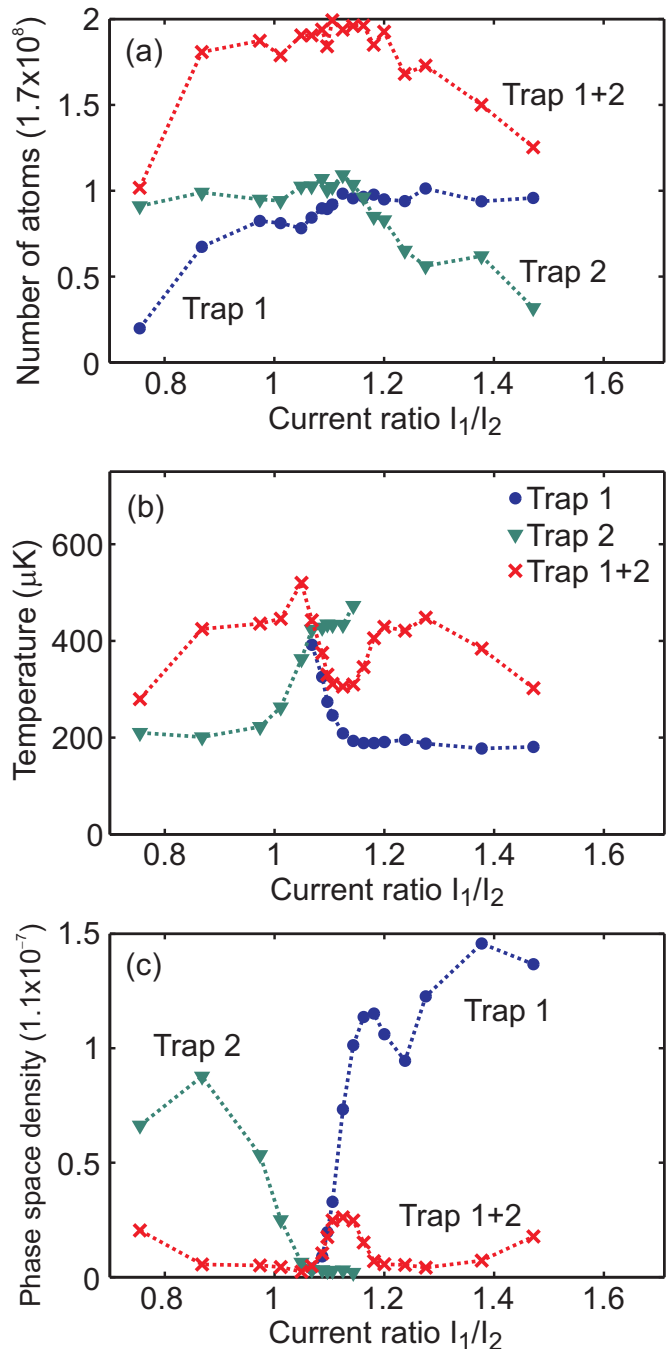 (a)
Number of atoms (1.7x10⁸)
2
1.5
1
0.5
0
Trap 1+2
Trap 2
Trap 1
0.8 1 1.2 1.4 1.6
Current ratio I₁/I₂
(b)
Temperature (μK)
600
400
200
0
Trap 1
Trap 2
Trap 1+2
0.8 1 1.2 1.4 1.6
Current ratio I₁/I₂
(c)
Phase space density (1.1x10⁻⁷)
1.5
1
0.5
0
Trap 1
Trap 2
Trap 1+2
0.8 1 1.2 1.4 1.6
Current ratio I₁/I₂